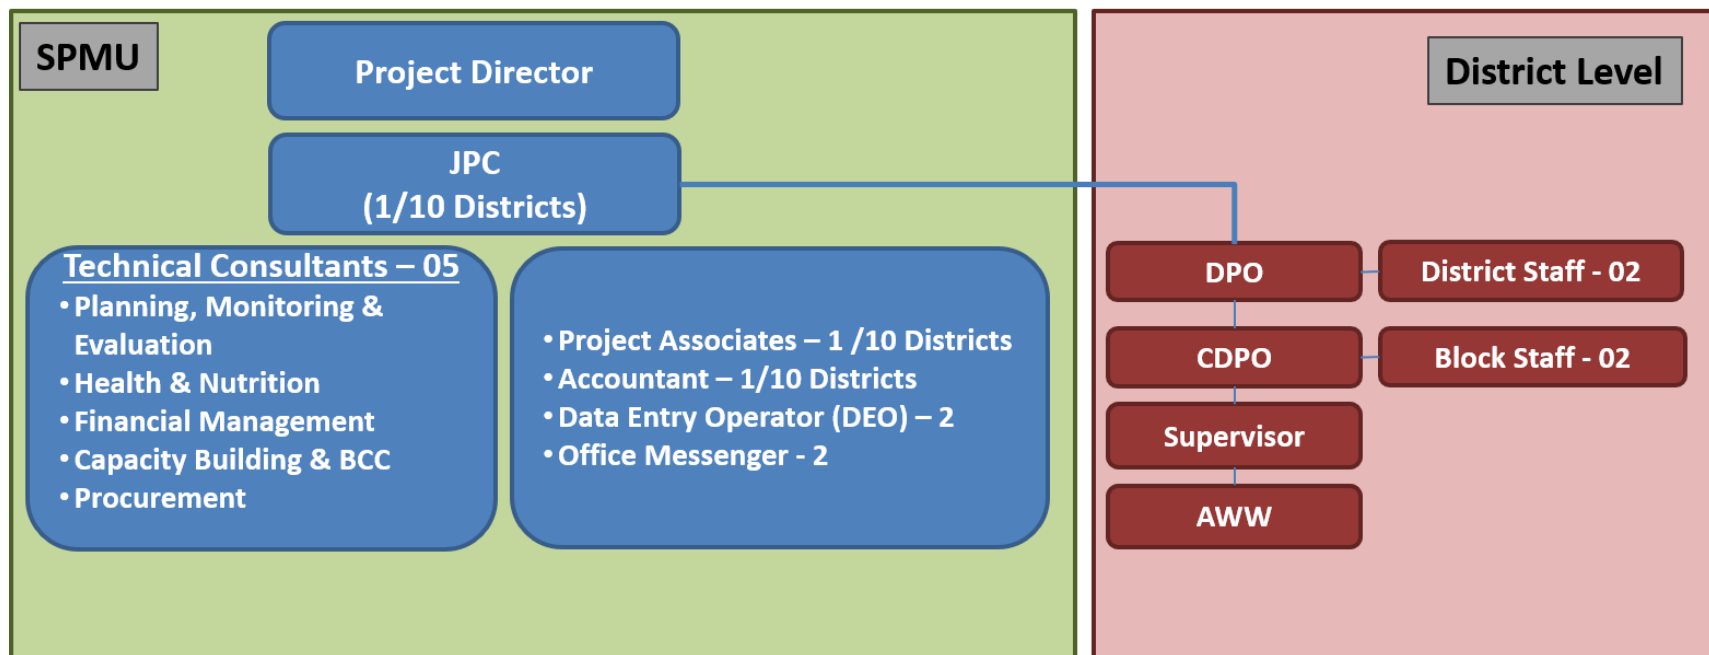 SPMU
Project Director
JPC
(1/10 Districts)
Technical Consultants – 05
• Planning, Monitoring &
Evaluation
• Health & Nutrition
• Financial Management
• Capacity Building & BCC
• Procurement
• Project Associates – 1 /10 Districts
• Accountant – 1/10 Districts
• Data Entry Operator (DEO) – 2
• Office Messenger - 2
District Level
DPO
District Staff - 02
CDPO
Block Staff - 02
Supervisor
AWW